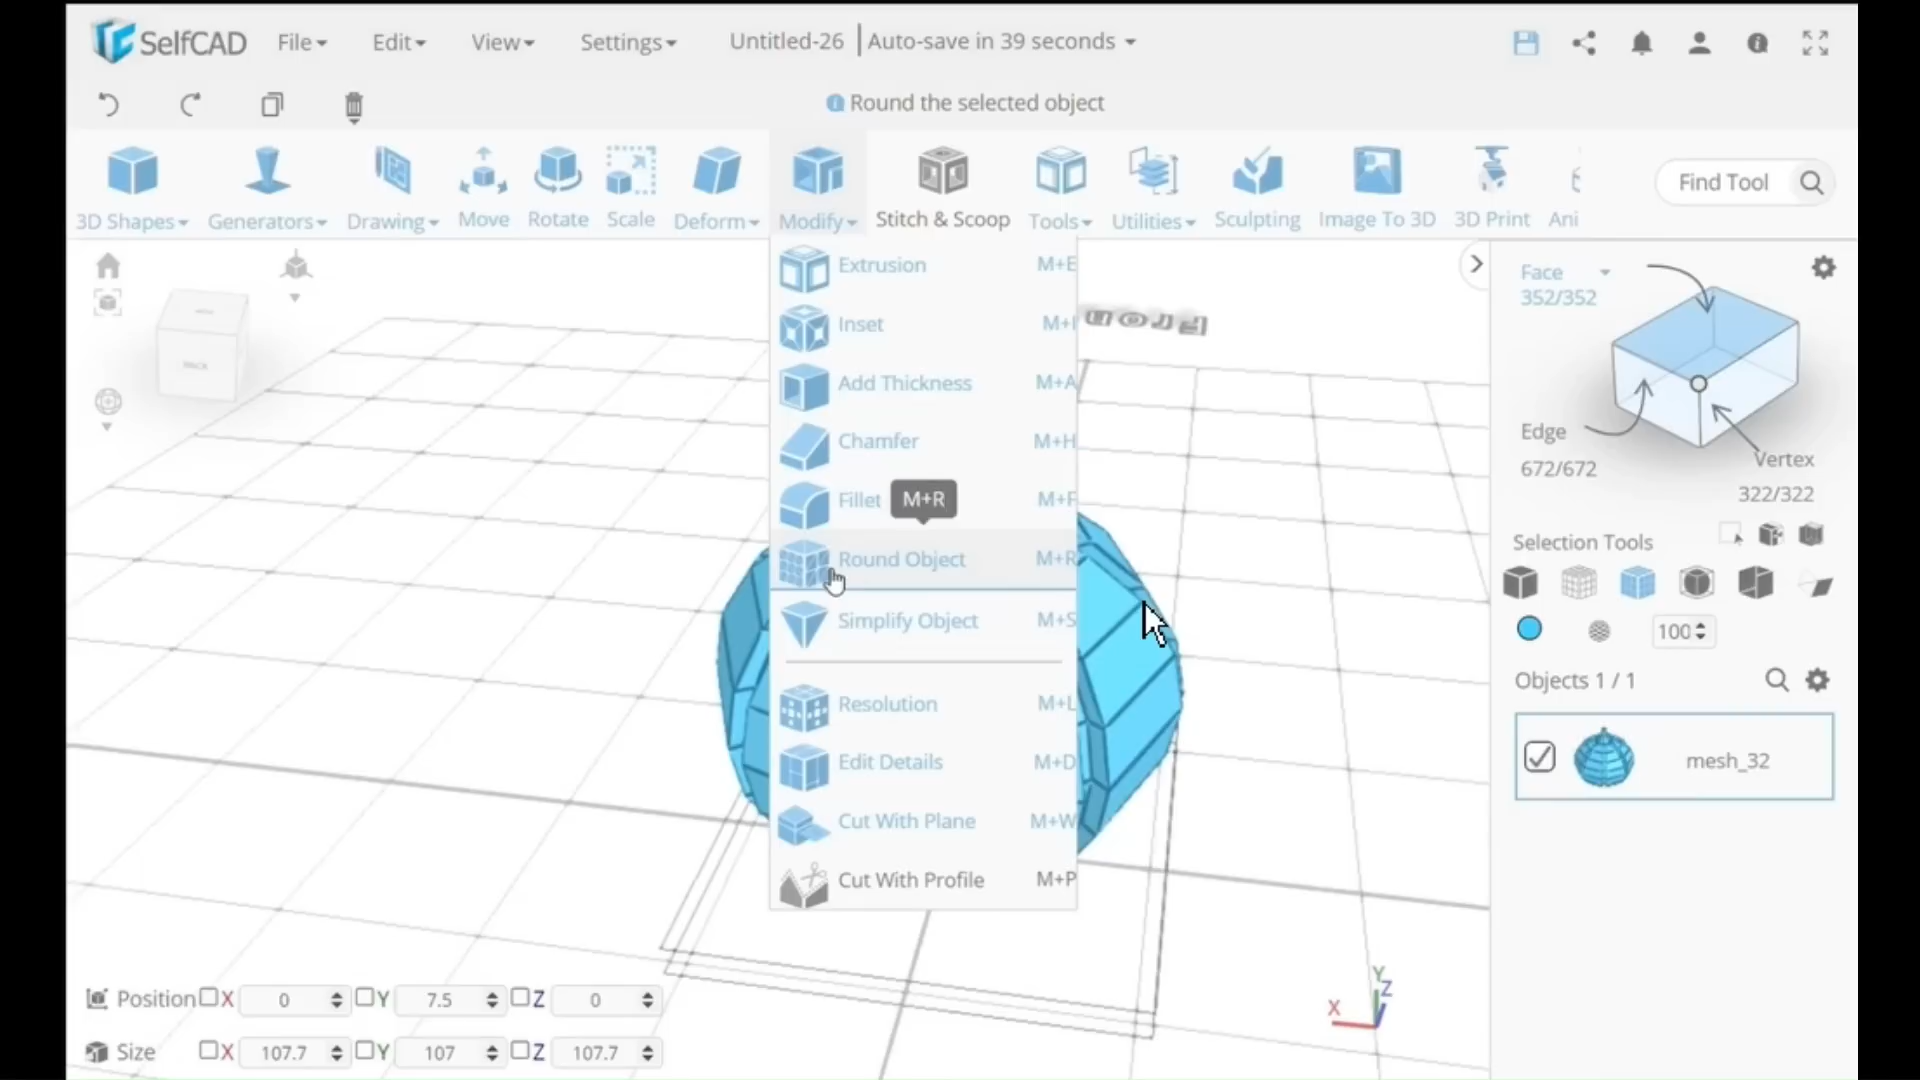 SelfCAD File Edit View Settings Untitled-26 Auto-save in 39 seconds
Round the selected object
3D Shapes Generators Drawing Move Rotate Scale Deform Modify Stitch & Scoop Tools Utilities Sculpting Image To 3D 3D Print Ani
Find Tool
Extrusion M+E
Inset M+I
Add Thickness M+A
Chamfer M+H
Fillet M+F
M+R
Round Object M+R
Simplify Object M+S
Resolution M+L
Edit Details M+D
Cut With Plane M+W
Cut With Profile M+P
BACK
Face
352/352
Edge
672/672
Vertex
322/322
Selection Tools
100
Objects 1 / 1
mesh_32
Position X 0 Y 7.5 Z 0
Size X 107.7 Y 107 Z 107.7
Y
Z
X